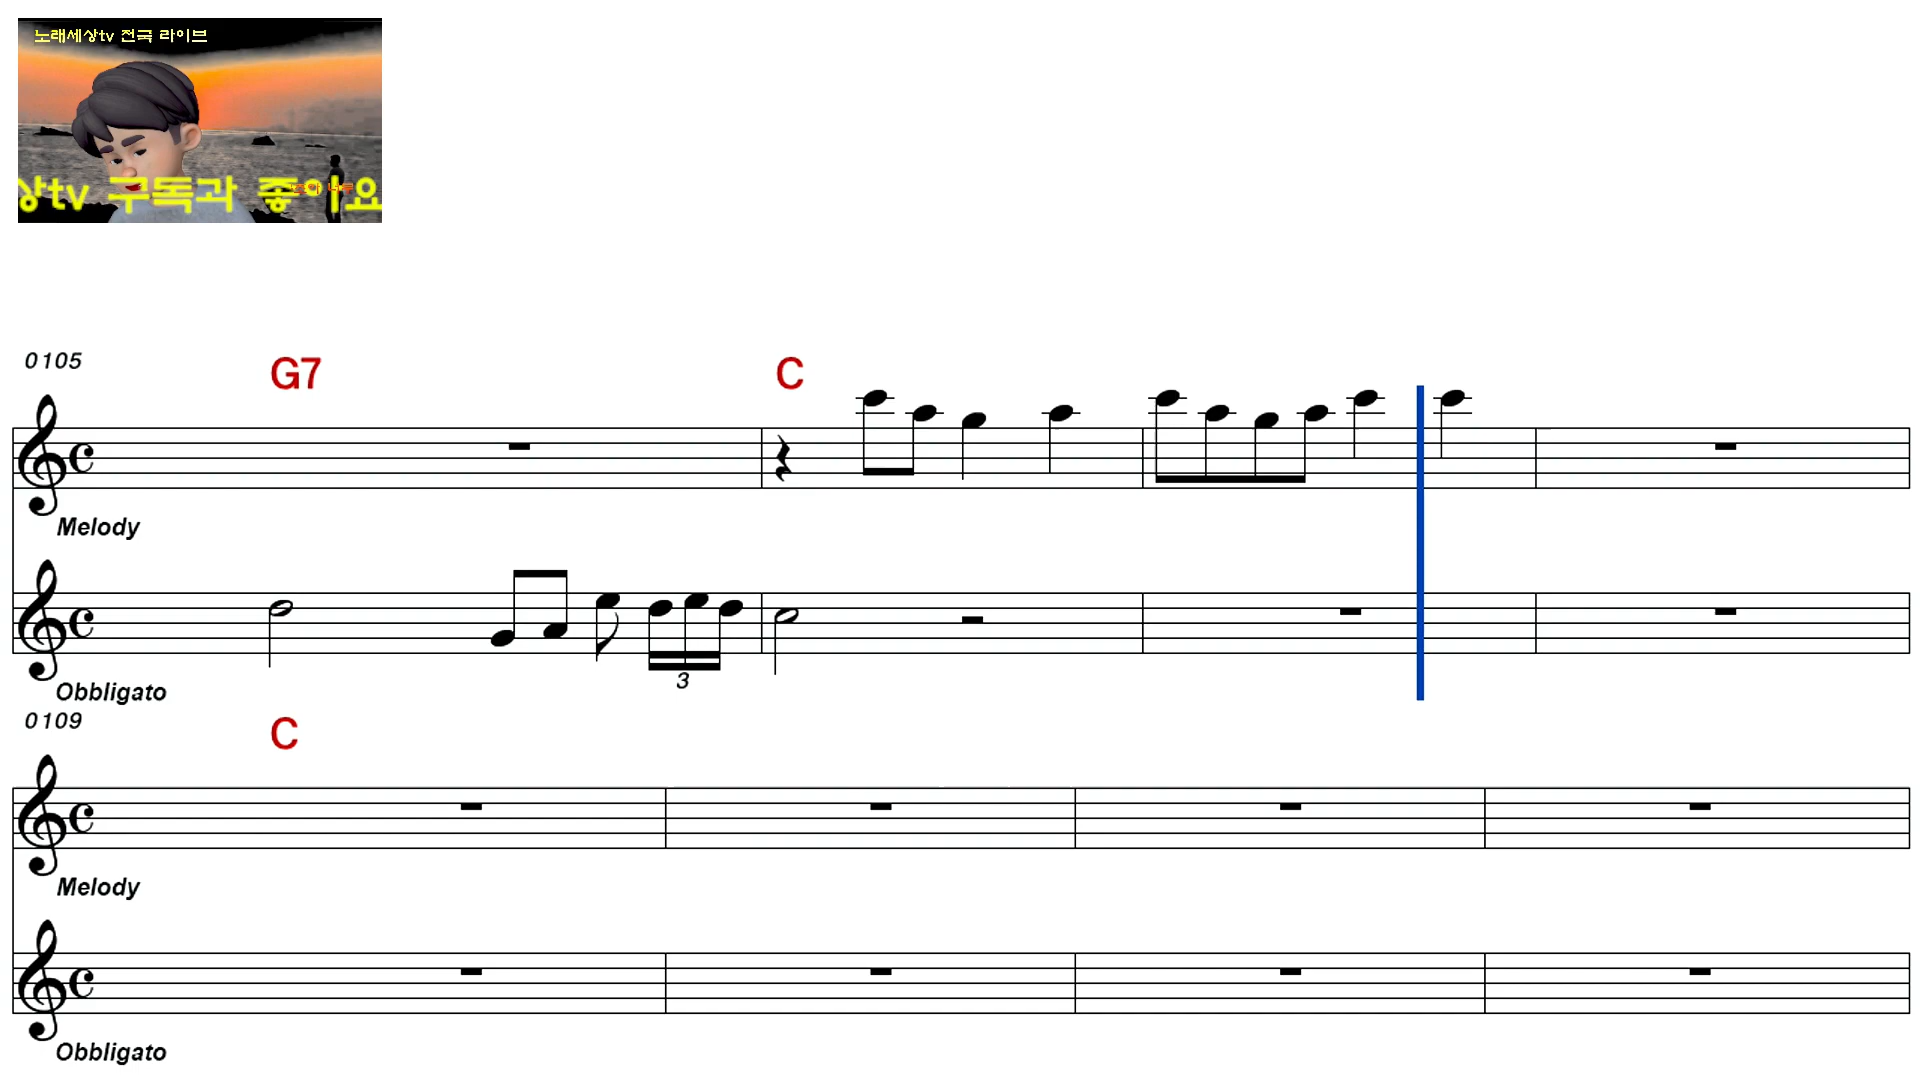 노래세상tv 전국 라이브
상tv 구독과 좋아요
0105
G7 C
Melody
3
Obbligato
0109
C
Melody
Obbligato